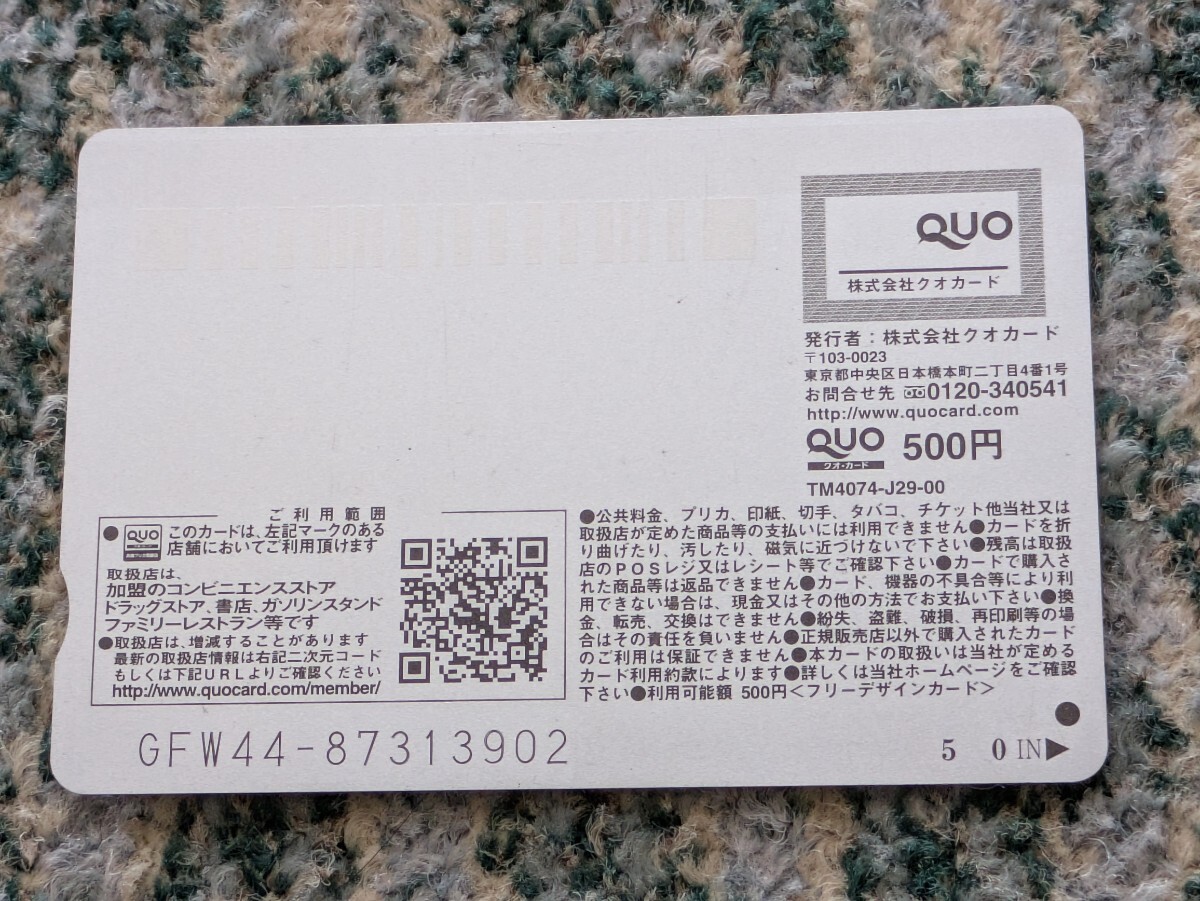 QUO
株式会社クオカード
発行者：株式会社クオカード
〒103-0023
東京都中央区日本橋本町二丁目4番1号
お問合せ先 0120-340541
http://www.quocard.com
QUO 500円
クオ・カード
TM4074-J29-00
ご利用範囲
●QUO このカードは、左記マークのある
店舗においてご利用頂けます
取扱店は、
加盟のコンビニエンスストア
ドラッグストア、書店、ガソリンスタンド
ファミリーレストラン等です
●取扱店は、増減することがあります
最新の取扱店情報は右記二次元コード
もしくは下記URLよりご確認ください
http://www.quocard.com/member/
●公共料金、プリカ、印紙、切手、タバコ、チケット他当社又は
取扱店が定めた商品等の支払いには利用できません●カードを折
り曲げたり、汚したり、磁気に近づけないで下さい●残高は取扱
店のPOSレジ又はレシート等でご確認下さい●カードで購入さ
れた商品等は返品できません●カード、機器の不具合等により利
用できない場合は、現金又はその他の方法でお支払い下さい●換
金、転売、交換はできません●紛失、盗難、破損、再印刷等の場
合はその責任を負いません●正規販売店以外で購入されたカード
のご利用は保証できません●本カードの取扱いは当社が定める
カード利用約款によります●詳しくは当社ホームページをご確認
下さい●利用可能額 500円＜フリーデザインカード＞
GFW44-87313902
5 0 IN▶